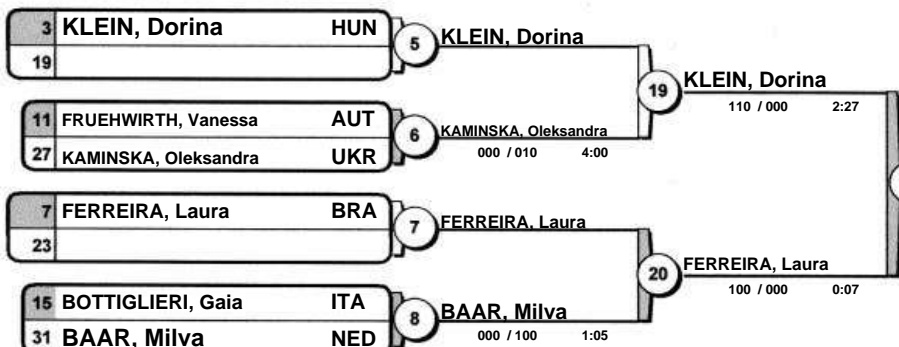 3 KLEIN, Dorina HUN
19
5
KLEIN, Dorina
11 FRUEHWIRTH, Vanessa AUT
27 KAMINSKA, Oleksandra UKR
6
KAMINSKA, Oleksandra
000 / 010 4:00
19
KLEIN, Dorina
110 / 000 2:27
7 FERREIRA, Laura BRA
23
7
FERREIRA, Laura
15 BOTTIGLIERI, Gaia ITA
31 BAAR, Milva NED
8
BAAR, Milva
000 / 100 1:05
20
FERREIRA, Laura
100 / 000 0:07